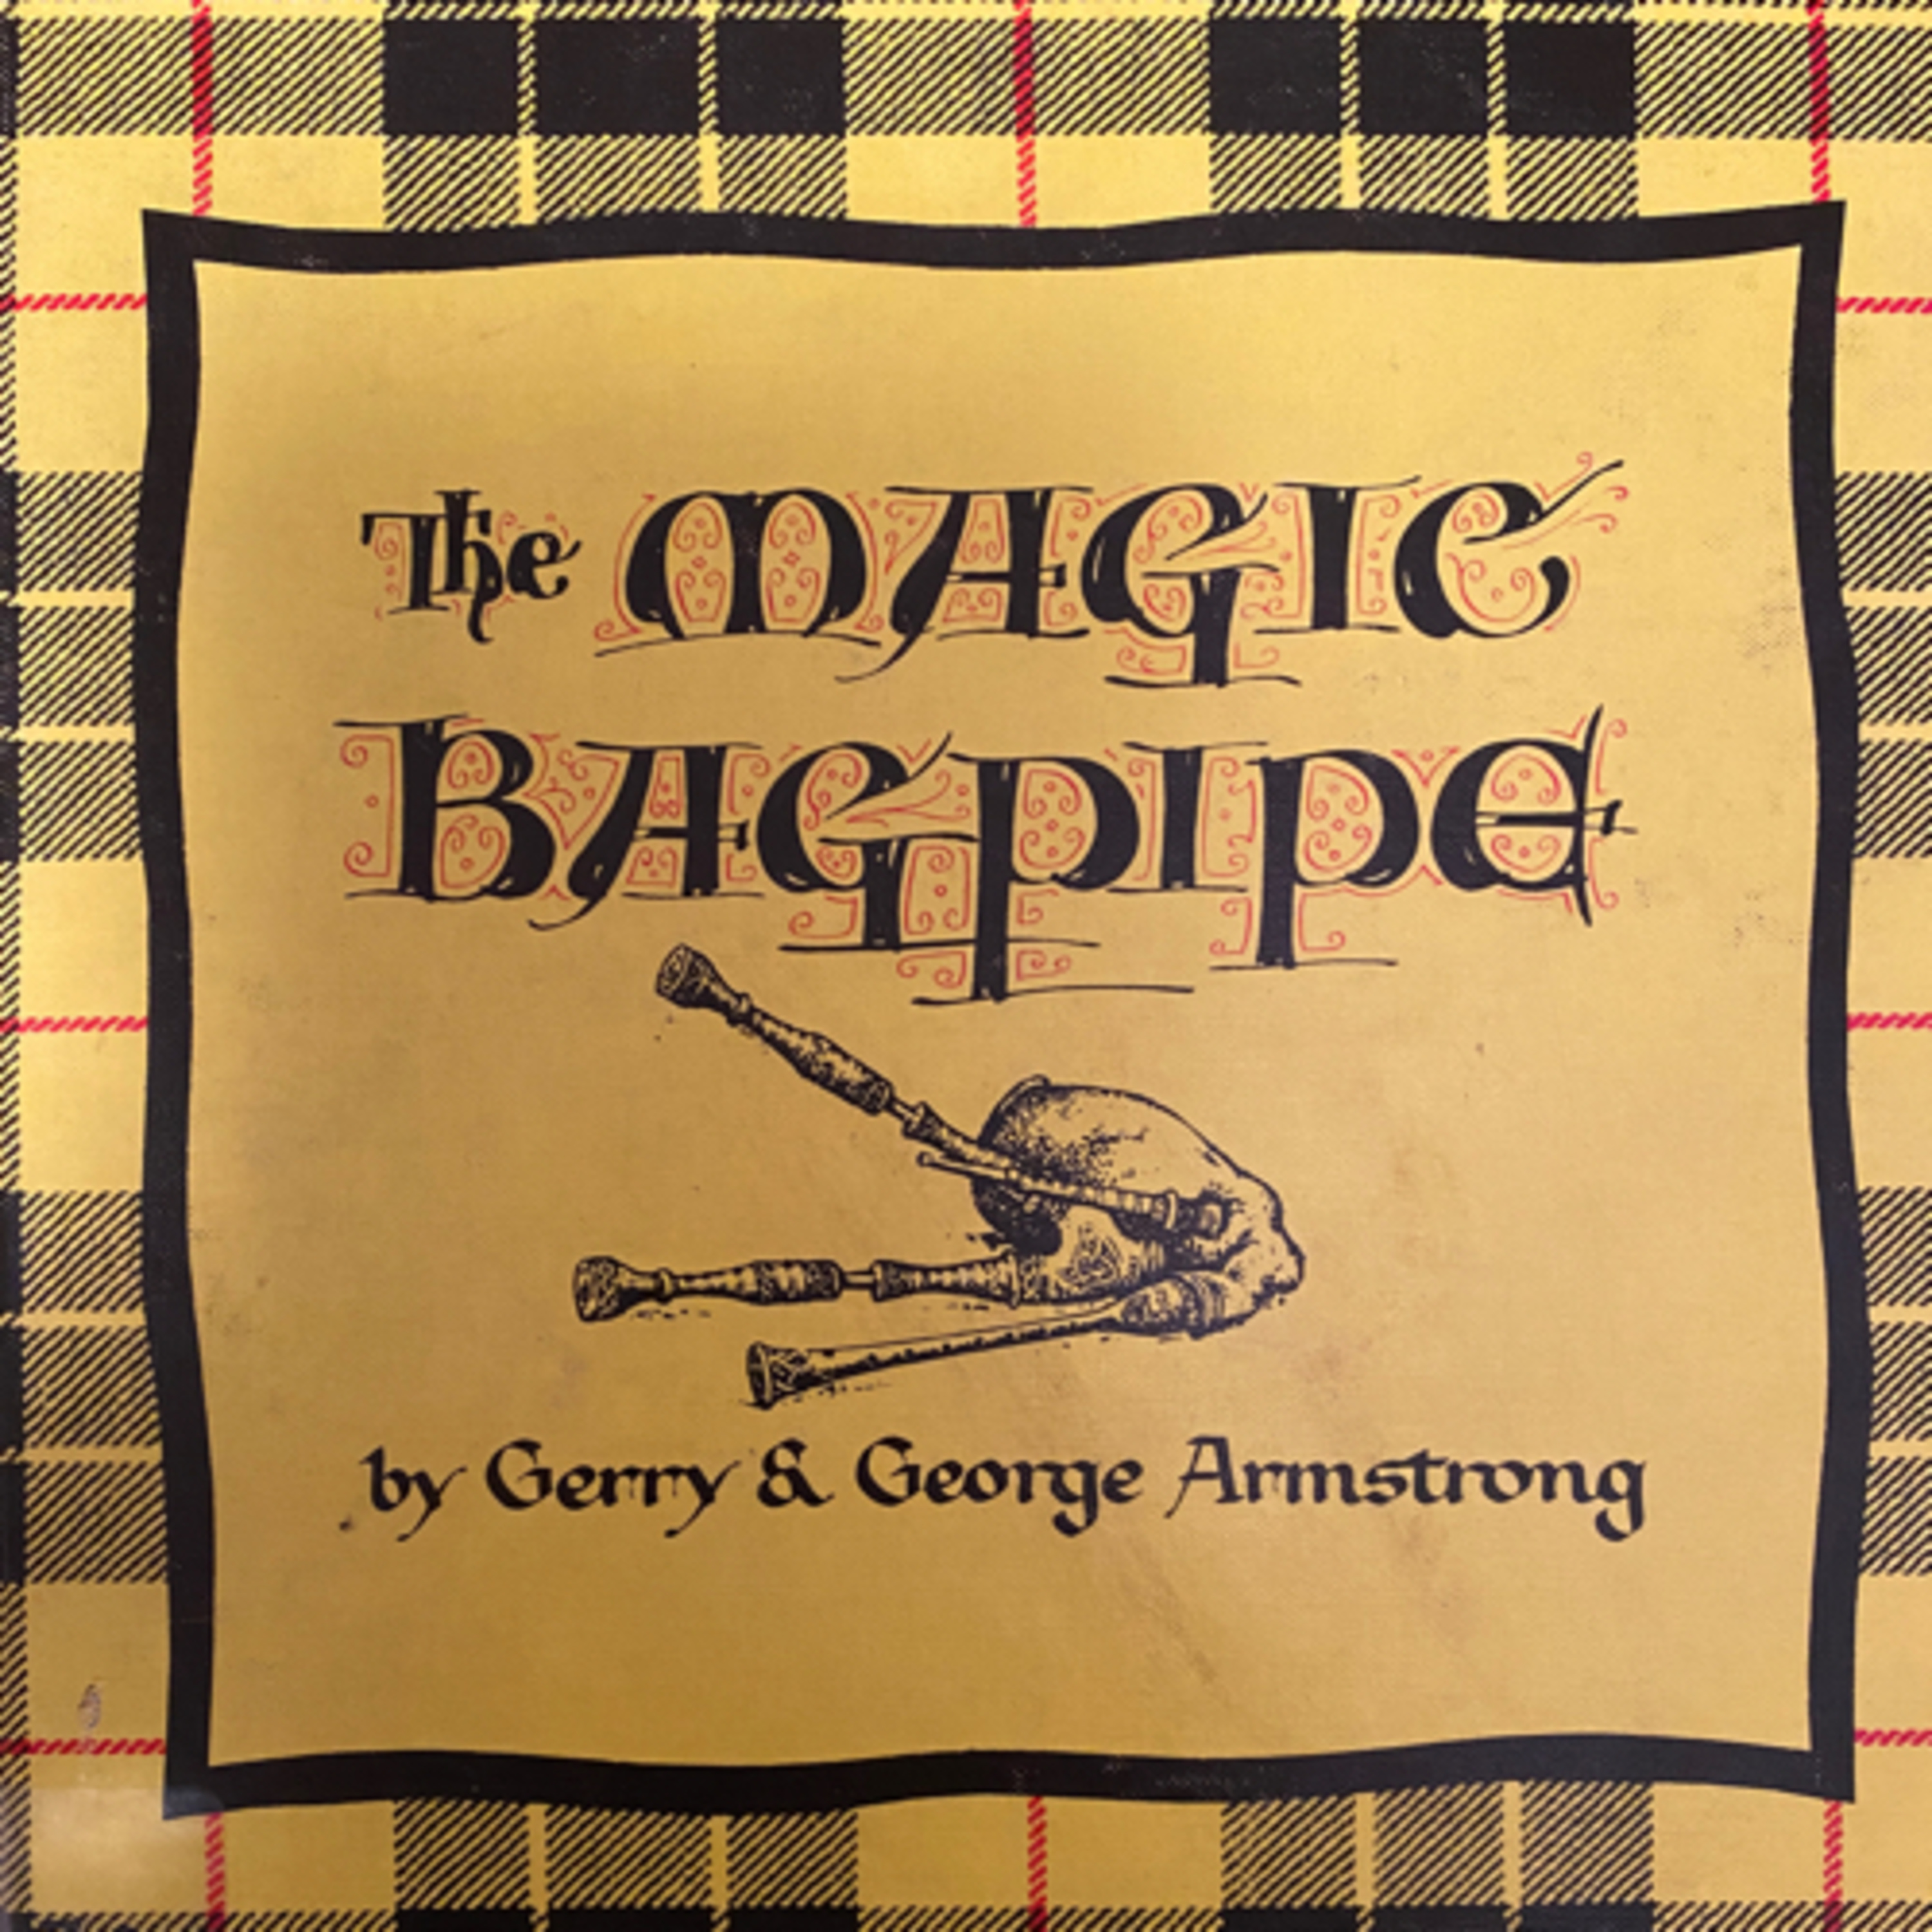 The MAGIC
BAGPIPE
by Gerry & George Armstrong